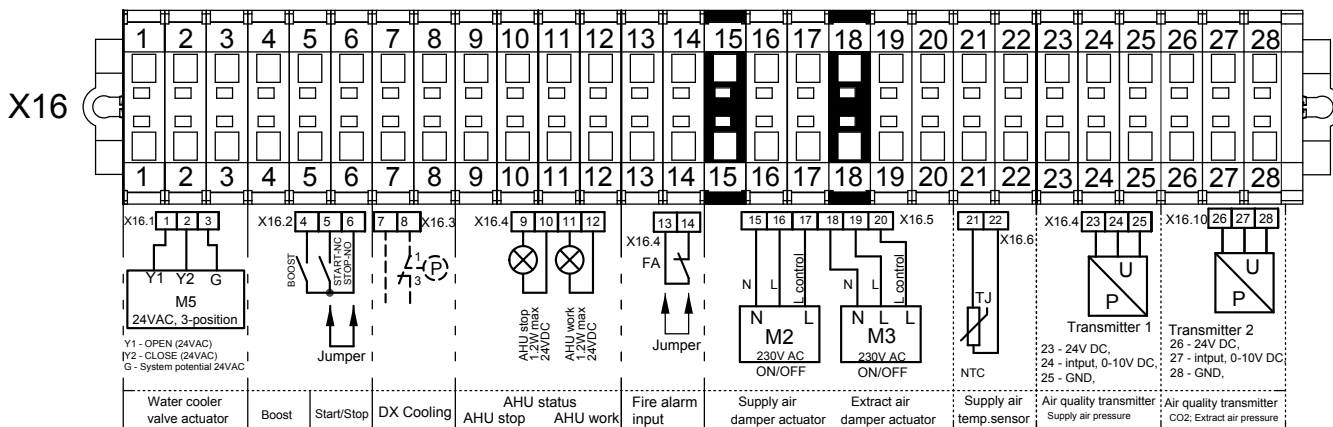 1 2 3 4 5 6 7 8 9 10 11 12 13 14 15 16 17 18 19 20 21 22 23 24 25 26 27 28
X16
1 2 3 4 5 6 7 8 9 10 11 12 13 14 15 16 17 18 19 20 21 22 23 24 25 26 27 28
X16.1 1 2 3
Y1 Y2 G
M5
24VAC, 3-position
Y1 - OPEN (24VAC)
Y2 - CLOSE (24VAC)
G - System potential 24VAC
Water cooler
valve actuator
X16.2 4 5 6
BOOST
START-NC
STOP-NO
Jumper
Boost
Start/Stop
7 8 X16.3
1
P
3
DX Cooling
X16.4 9 10 11 12
AHU stop
1.2W max
24VDC
AHU work
1.2W max
24VDC
AHU status
AHU stop AHU work
13 14
X16.4
FA
Jumper
Fire alarm
input
15 16 17 18 19 20 X16.5
N L L control
N L
M2
230V AC
ON/OFF
Supply air
damper actuator
N L L control
N L L
M3
230V AC
ON/OFF
Extract air
damper actuator
21 22
X16.6
TJ
NTC
Supply air
temp.sensor
X16.4 23 24 25
U
P
Transmitter 1
23 - 24V DC,
24 - intput, 0-10V DC,
25 - GND,
Air quality transmitter
Supply air pressure
X16.10 26 27 28
U
P
Transmitter 2
26 - 24V DC,
27 - intput, 0-10V DC
28 - GND,
Air quality transmitter
CO2; Extract air pressure